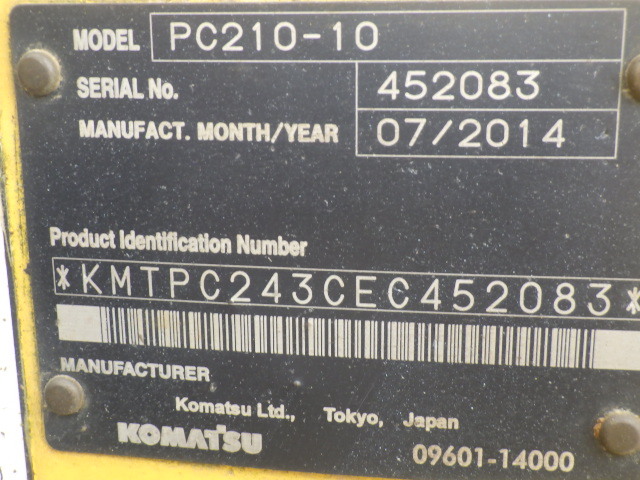 MODEL PC210-10
SERIAL No. 452083
MANUFACT. MONTH/YEAR 07/2014
Product Identification Number
*KMTPC243CEC452083*
MANUFACTURER
Komatsu Ltd., Tokyo, Japan
KOMATSU 09601-14000